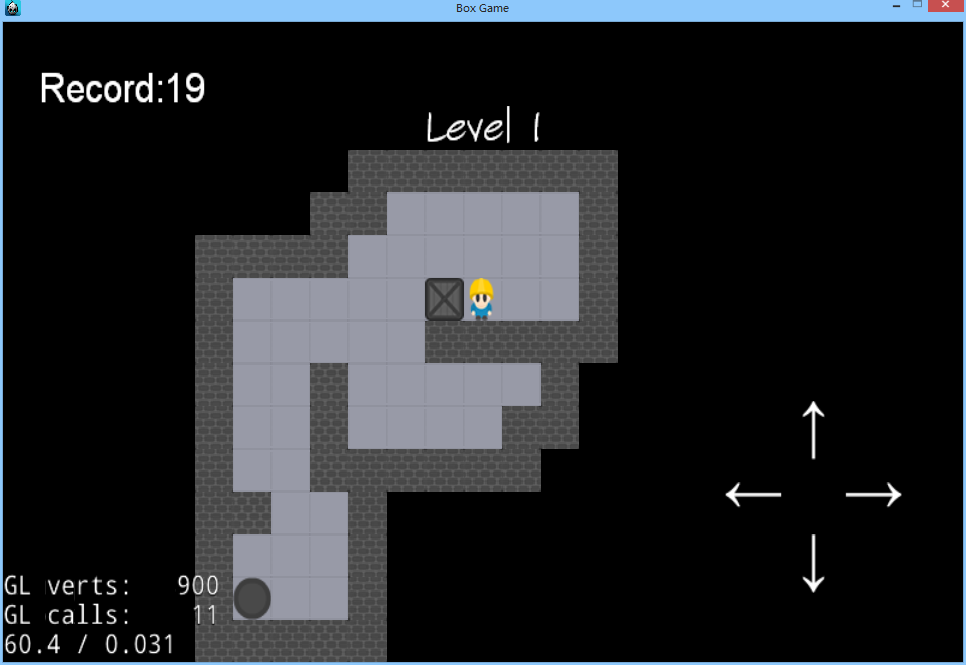 Box Game
Record:19
Level 1
GL verts: 900
GL calls: 11
60.4 / 0.031